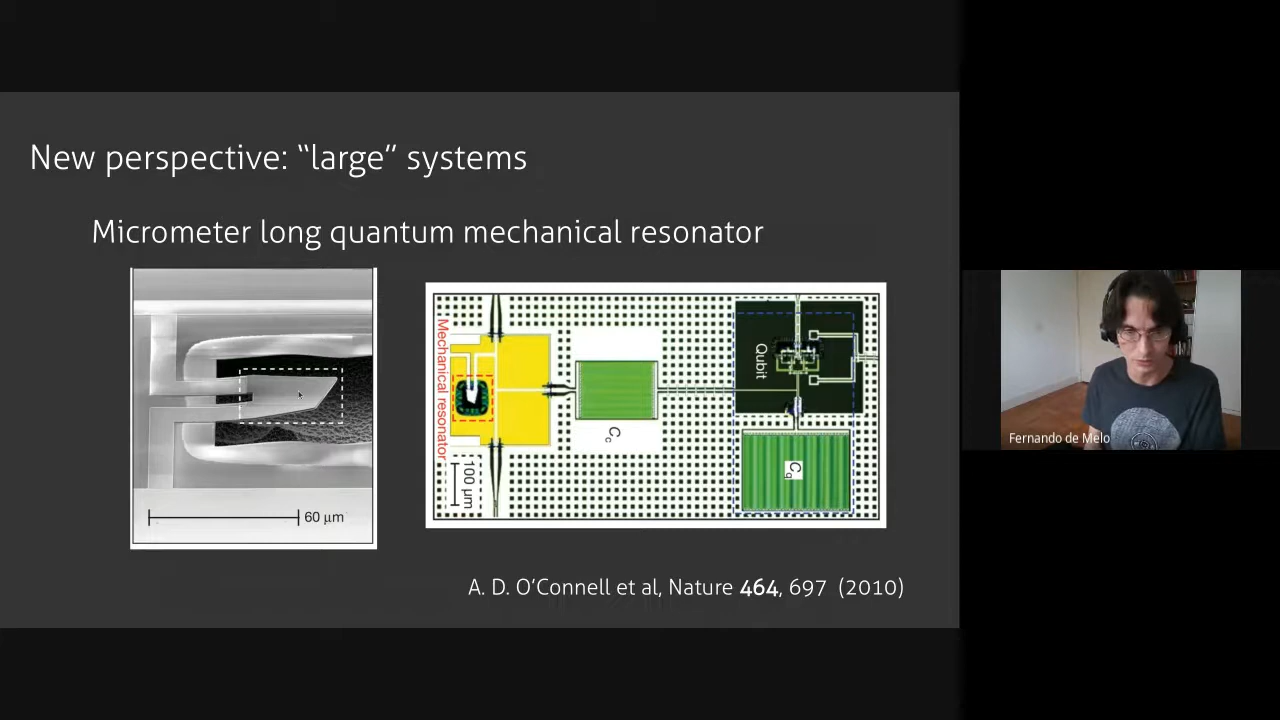 New perspective: “large” systems
Micrometer long quantum mechanical resonator
60 μm
Mechanical resonator
100 μm
Cc
Qubit
Cq
A. D. O’Connell et al, Nature 464, 697 (2010)
Fernando de Melo